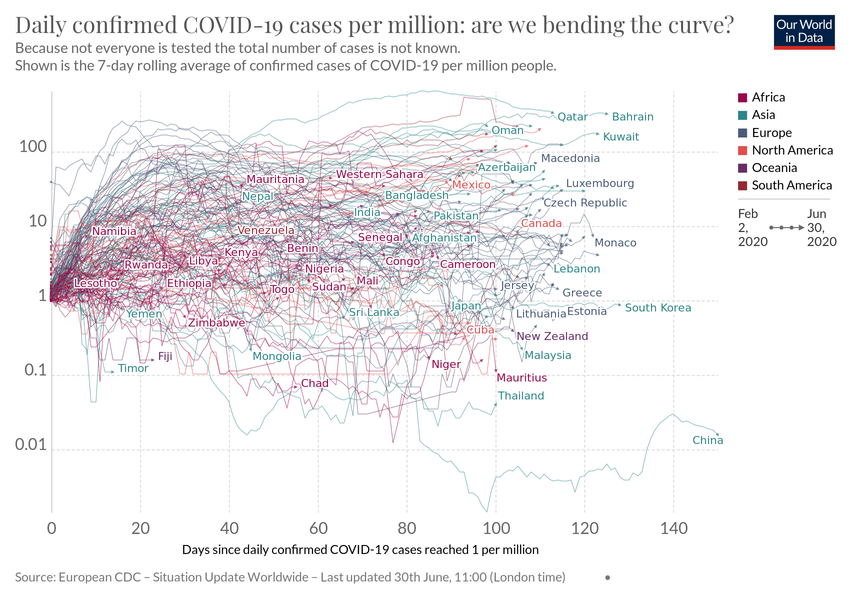 Daily confirmed COVID-19 cases per million: are we bending the curve?
Because not everyone is tested the total number of cases is not known.
Shown is the 7-day rolling average of confirmed cases of COVID-19 per million people.
Our World
in Data
Africa
Asia
Europe
North America
Oceania
South America
Feb
2,
2020
Jun
30,
2020
100
10
1
0.1
0.01
Qatar
Bahrain
Oman
Kuwait
Macedonia
Azerbaijan
Western Sahara
Mauritania
Mexico
Luxembourg
Nepal
Bangladesh
Czech Republic
India
Pakistan
Canada
Namibia
Venezuela
Senegal
Afghanistan
Monaco
Benin
Kenya
Libya
Rwanda
Congo
Cameroon
Nigeria
Lebanon
Lesotho
Ethiopia
Mali
Sudan
Togo
Jersey
Greece
Yemen
Zimbabwe
Sri Lanka
Japan
Lithuania
Estonia
South Korea
Cuba
New Zealand
Fiji
Mongolia
Malaysia
Timor
Niger
Chad
Mauritius
Thailand
China
0
20
40
60
80
100
120
140
Days since daily confirmed COVID-19 cases reached 1 per million
Source: European CDC – Situation Update Worldwide – Last updated 30th June, 11:00 (London time)